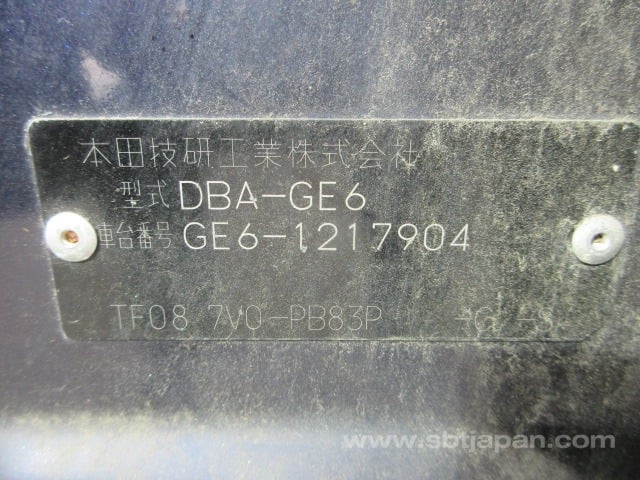 本田技研工業株式会社
型式 DBA-GE6
車台番号 GE6-1217904
TF08 7V0-PB83P -G -S
www.sbtjapan.com